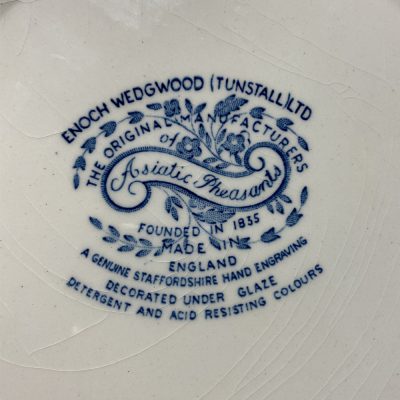 ENOCH WEDGWOOD (TUNSTALL) LTD
THE ORIGINAL MANUFACTURERS
of
Asiatic Pheasants
FOUNDED IN 1835
MADE IN
ENGLAND
A GENUINE STAFFORDSHIRE HAND ENGRAVING
DECORATED UNDER GLAZE
DETERGENT AND ACID RESISTING COLOURS